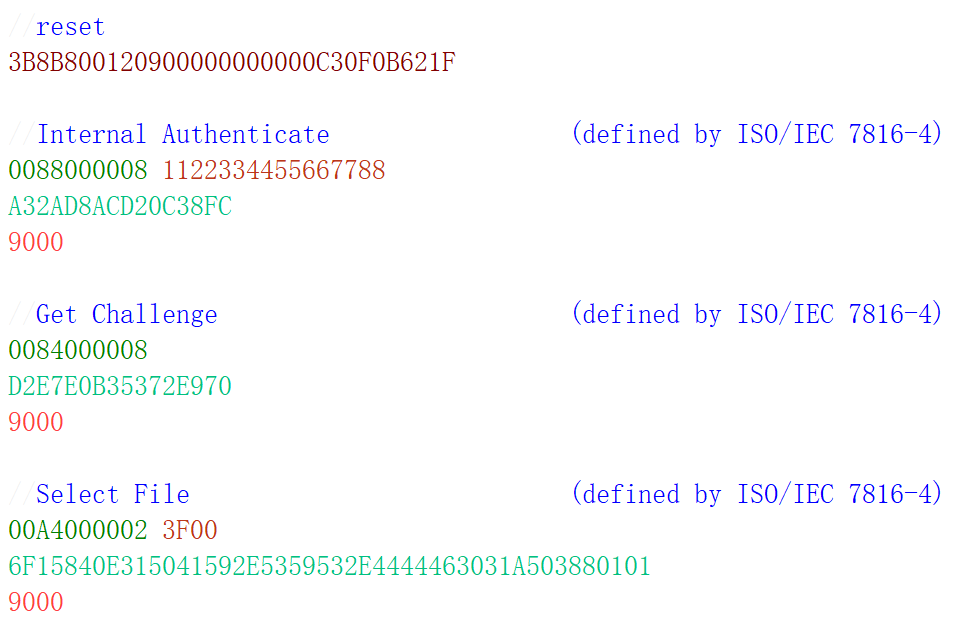 //reset
3B8B800120900000000000C30F0B621F
//Internal Authenticate (defined by ISO/IEC 7816-4)
0088000008 1122334455667788
A32AD8ACD20C38FC
9000
//Get Challenge (defined by ISO/IEC 7816-4)
0084000008
D2E7E0B35372E970
9000
//Select File (defined by ISO/IEC 7816-4)
00A4000002 3F00
6F15840E315041592E5359532E4444463031A503880101
9000